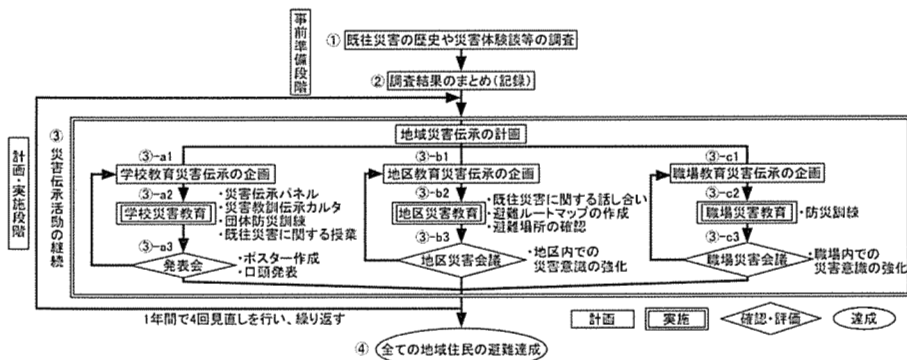 事前準備段階
① 既往災害の歴史や災害体験談等の調査
② 調査結果のまとめ(記録)
計画・実施段階
③ 災害伝承活動の継続
地域災害伝承の計画
③-a1
学校教育災害伝承の企画
③-a2
学校災害教育
・災害伝承パネル
・災害教訓伝承カルタ
・団体防災訓練
・既往災害に関する授業
③-a3
発表会
・ポスター作成
・口頭発表
③-b1
地区教育災害伝承の企画
③-b2
地区災害教育
・既往災害に関する話し合い
・避難ルートマップの作成
・避難場所の確認
③-b3
地区災害会議
・地区内での
災害意識の強化
③-c1
職場教育災害伝承の企画
③-c2
職場災害教育
・防災訓練
③-c3
職場災害会議
・職場内での
災害意識の強化
1年間で4回見直しを行い、繰り返す
計画
実施
確認・評価
達成
④ 全ての地域住民の避難達成